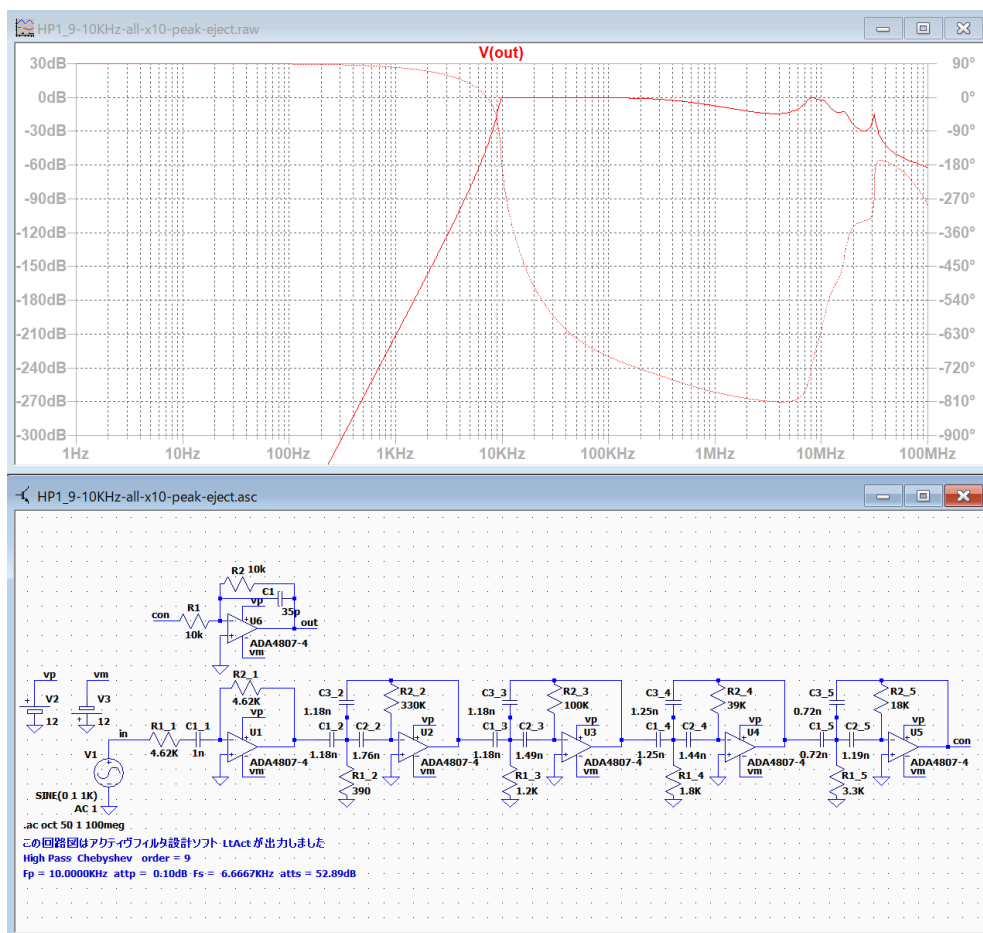 HP1_9-10KHz-all-x10-peak-eject.raw
V(out)
30dB
0dB
-30dB
-60dB
-90dB
-120dB
-150dB
-180dB
-210dB
-240dB
-270dB
-300dB
90°
0°
-90°
-180°
-270°
-360°
-450°
-540°
-630°
-720°
-810°
-900°
1Hz 10Hz 100Hz 1KHz 10KHz 100KHz 1MHz 10MHz 100MHz
HP1_9-10KHz-all-x10-peak-eject.asc
R2 10k
C1
35p
con
R1
10k
vp
U6
out
ADA4807-4
vm
vp
V2
12
vm
V3
12
in
V1
SINE(0 1 1K)
AC 1
R1_1
4.62K
C1_1
1n
R2_1
4.62K
vp
U1
ADA4807-4
vm
C3_2
1.18n
R2_2
330K
C1_2
1.18n
C2_2
1.76n
R1_2
390
vp
U2
ADA4807-4
vm
C3_3
1.18n
R2_3
100K
C1_3
1.18n
C2_3
1.49n
R1_3
1.2K
vp
U3
ADA4807-4
vm
C3_4
1.25n
R2_4
39K
C1_4
1.25n
C2_4
1.44n
R1_4
1.8K
vp
U4
ADA4807-4
vm
C3_5
0.72n
R2_5
18K
C1_5
0.72n
C2_5
1.19n
R1_5
3.3K
vp
U5
ADA4807-4
vm
con
.ac oct 50 1 100meg
この回路図はアクティヴフィルタ設計ソフト LtAct が出力しました
High Pass Chebyshev order = 9
Fp = 10.0000KHz attp = 0.10dB Fs = 6.6667KHz atts = 52.89dB